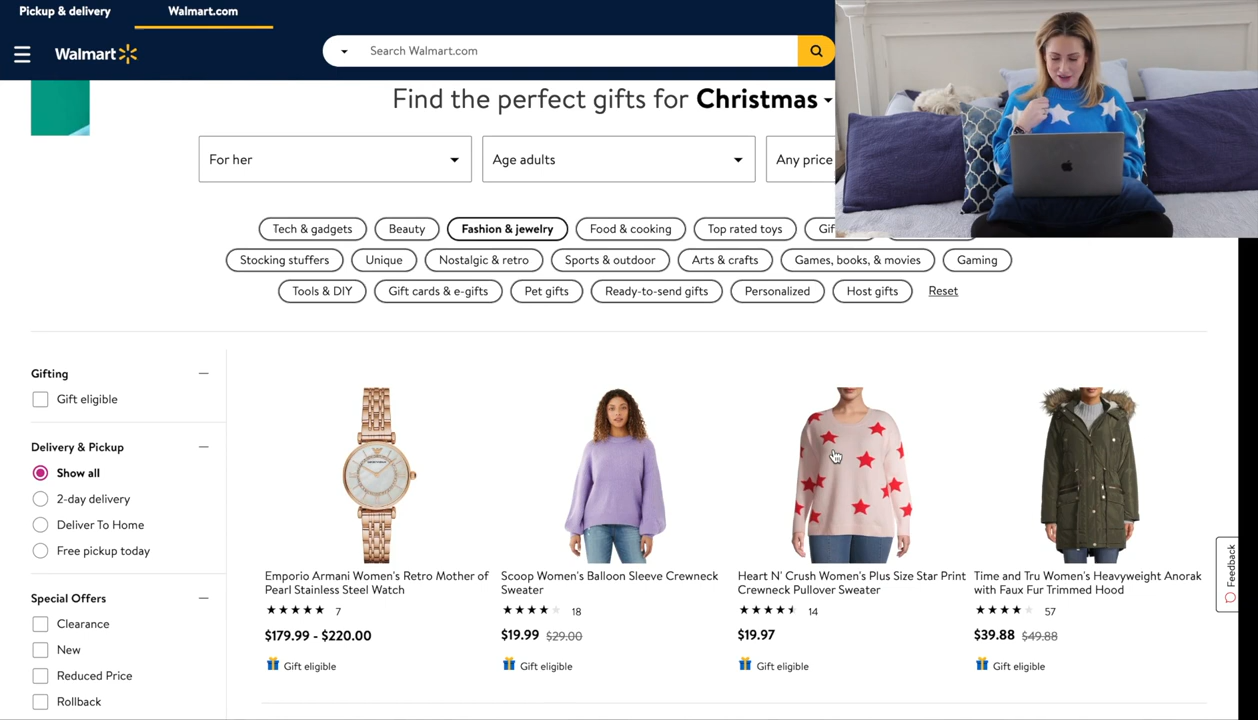 Pickup & delivery
Walmart.com
Walmart
Search Walmart.com
Find the perfect gifts for Christmas
For her
Age adults
Any price
Tech & gadgets
Beauty
Fashion & jewelry
Food & cooking
Top rated toys
Stocking stuffers
Unique
Nostalgic & retro
Sports & outdoor
Arts & crafts
Games, books, & movies
Gaming
Tools & DIY
Gift cards & e-gifts
Pet gifts
Ready-to-send gifts
Personalized
Host gifts
Reset
Gifting
Gift eligible
Delivery & Pickup
Show all
2-day delivery
Deliver To Home
Free pickup today
Special Offers
Clearance
New
Reduced Price
Rollback
Emporio Armani Women's Retro Mother of
Pearl Stainless Steel Watch
7
$179.99 - $220.00
Gift eligible
Scoop Women's Balloon Sleeve Crewneck
Sweater
18
$19.99 $29.00
Gift eligible
Heart N' Crush Women's Plus Size Star Print
Crewneck Pullover Sweater
14
$19.97
Gift eligible
Time and Tru Women's Heavyweight Anorak
with Faux Fur Trimmed Hood
57
$39.88 $49.88
Gift eligible
Feedback